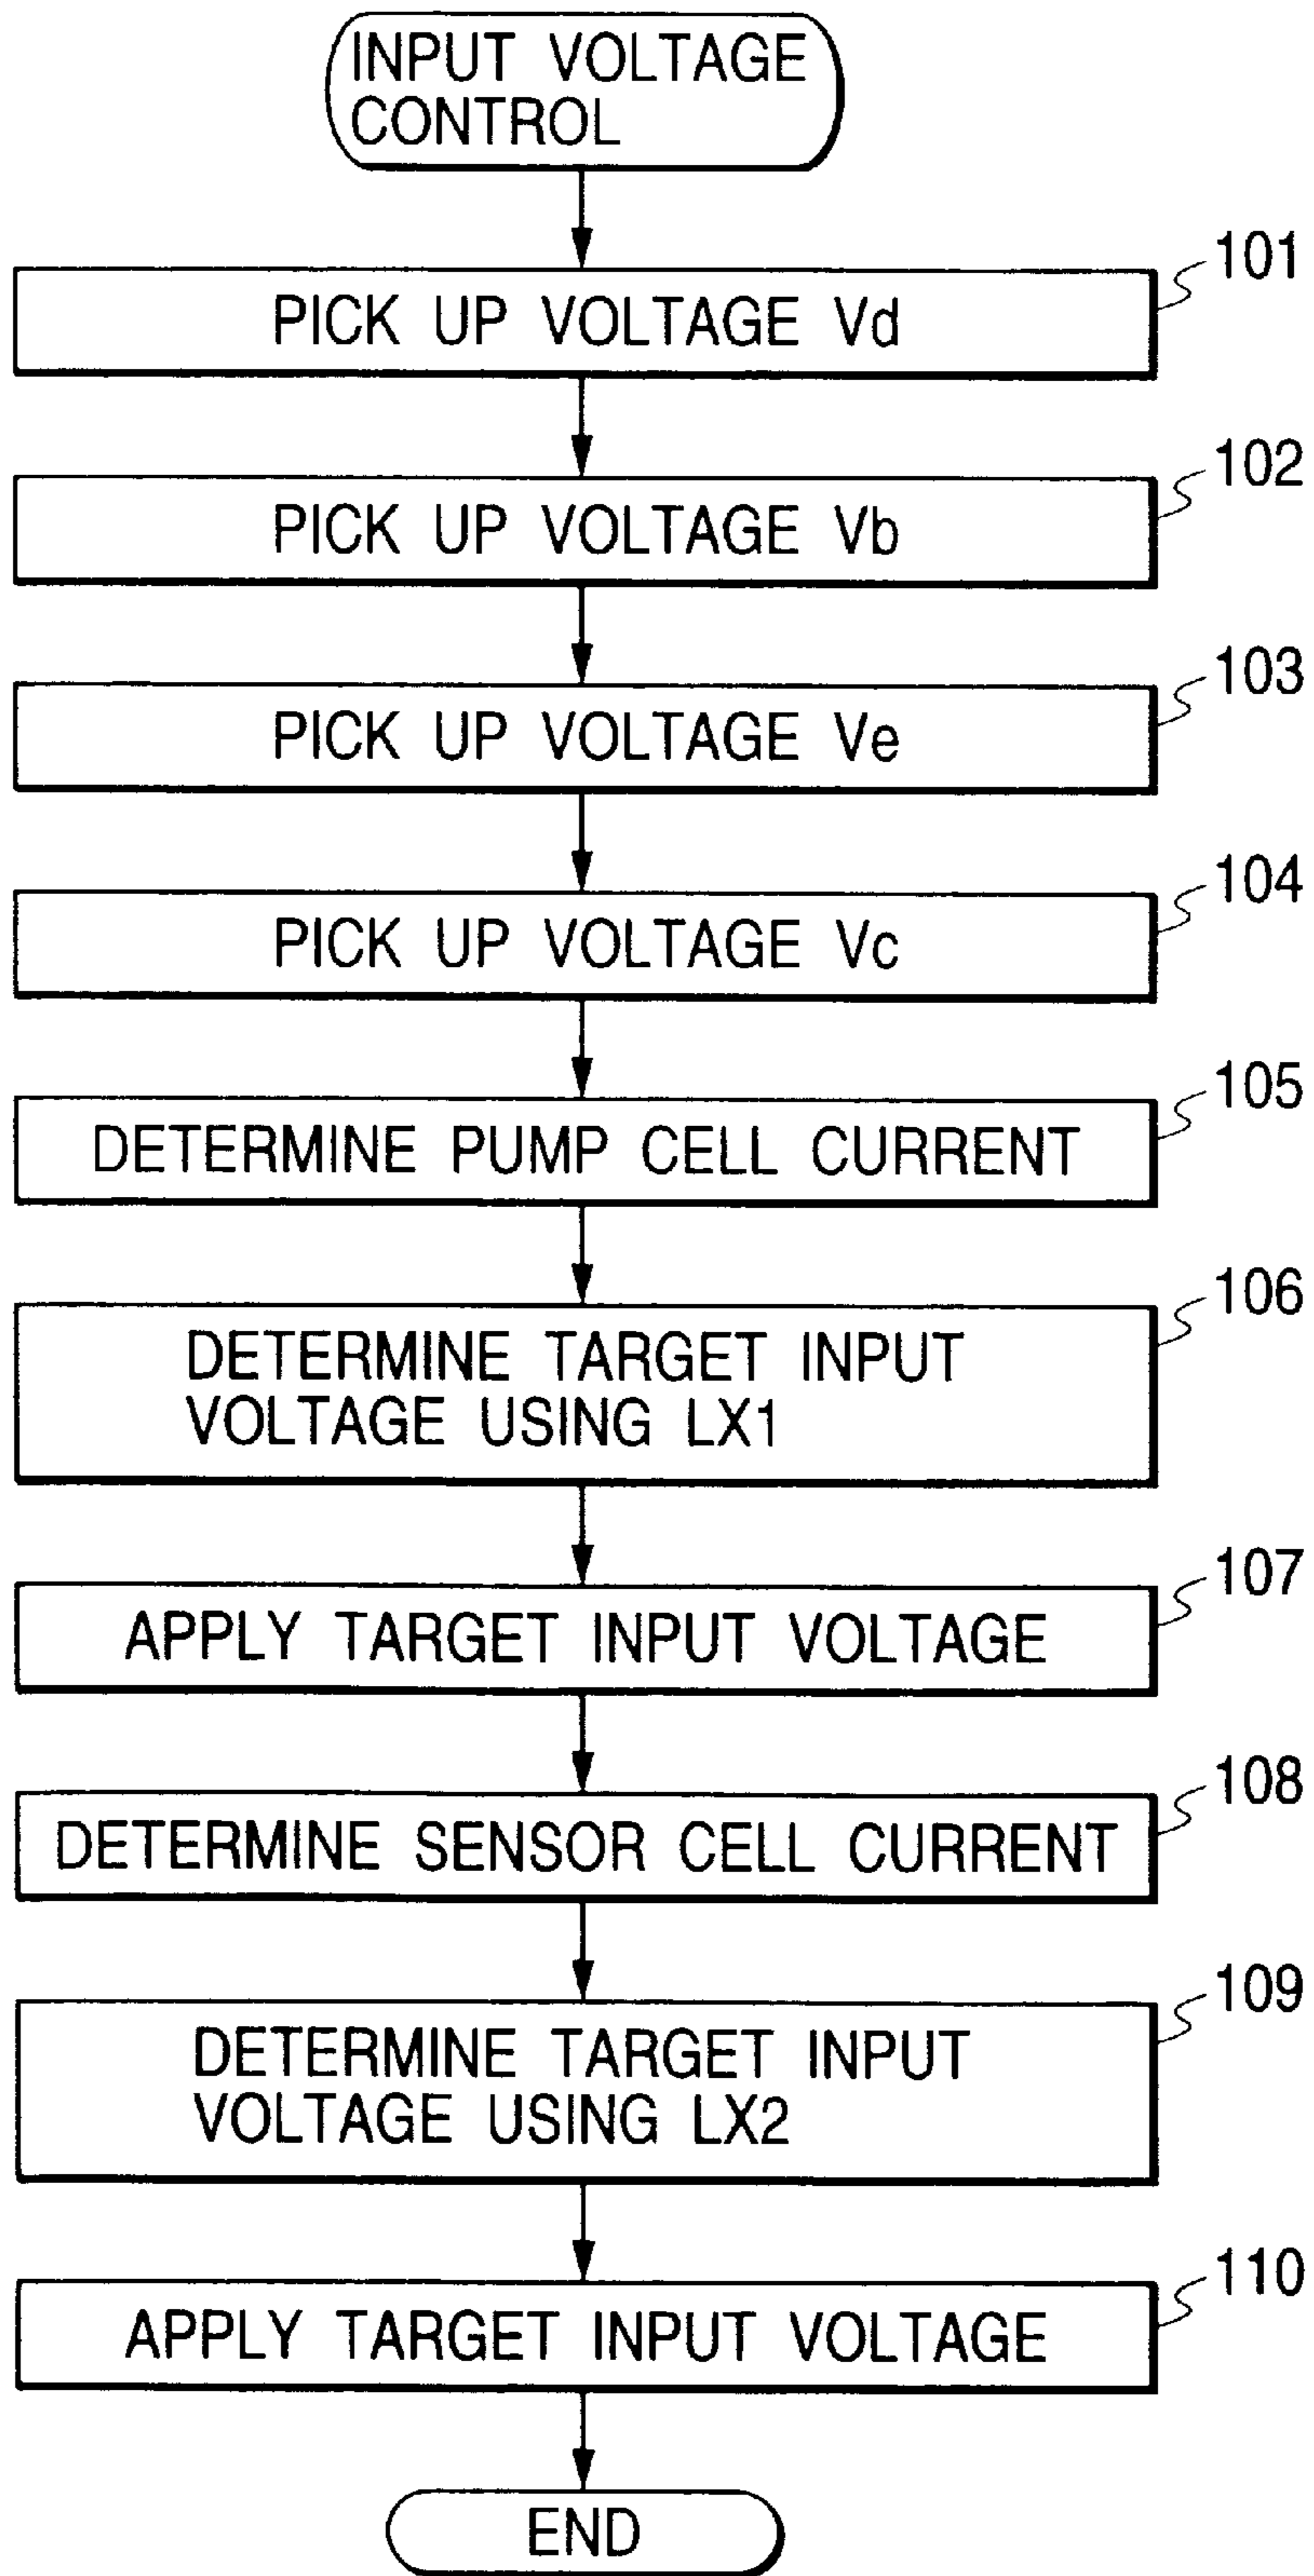 INPUT VOLTAGE
CONTROL
101
PICK UP VOLTAGE Vd
102
PICK UP VOLTAGE Vb
103
PICK UP VOLTAGE Ve
104
PICK UP VOLTAGE Vc
105
DETERMINE PUMP CELL CURRENT
106
DETERMINE TARGET INPUT
VOLTAGE USING LX1
107
APPLY TARGET INPUT VOLTAGE
108
DETERMINE SENSOR CELL CURRENT
109
DETERMINE TARGET INPUT
VOLTAGE USING LX2
110
APPLY TARGET INPUT VOLTAGE
END